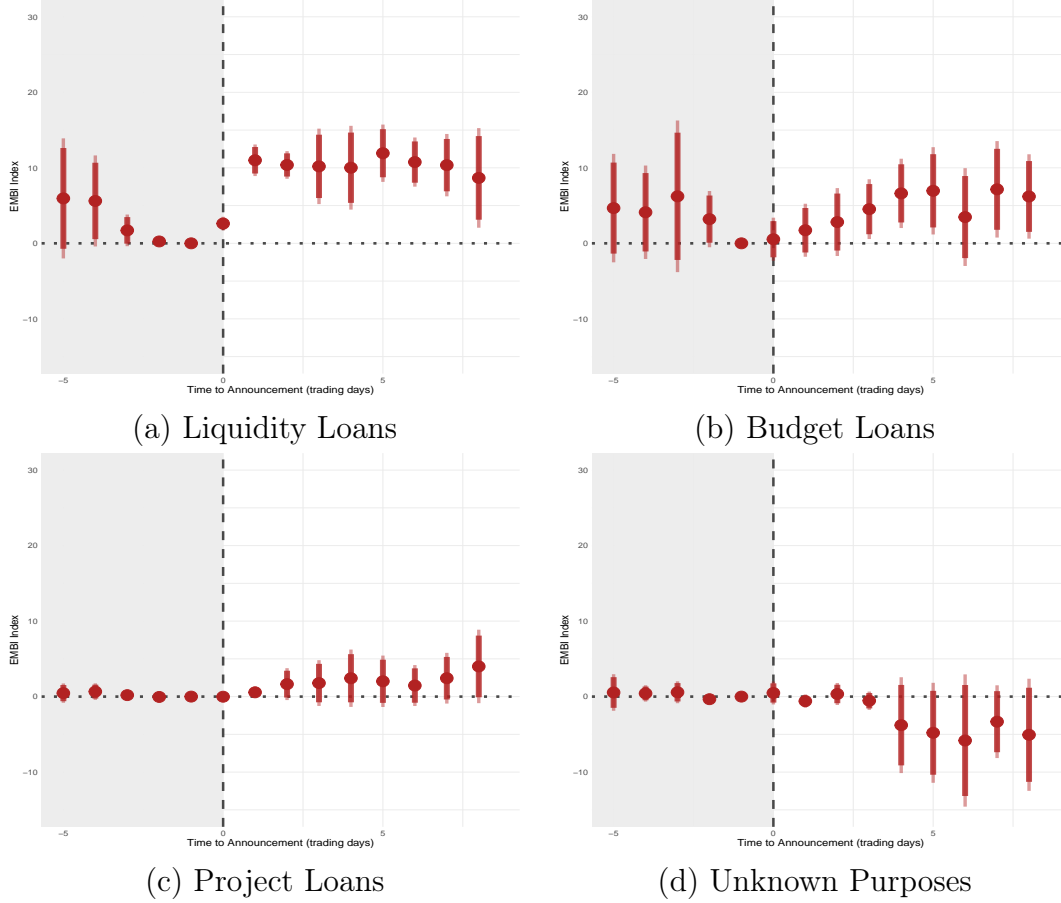 30
20
10
0
−10
EMBI Index
−5
0
5
Time to Announcement (trading days)
(a) Liquidity Loans
30
20
10
0
−10
EMBI Index
−5
0
5
Time to Announcement (trading days)
(b) Budget Loans
30
20
10
0
−10
EMBI Index
−5
0
5
Time to Announcement (trading days)
(c) Project Loans
30
20
10
0
−10
EMBI Index
−5
0
5
Time to Announcement (trading days)
(d) Unknown Purposes